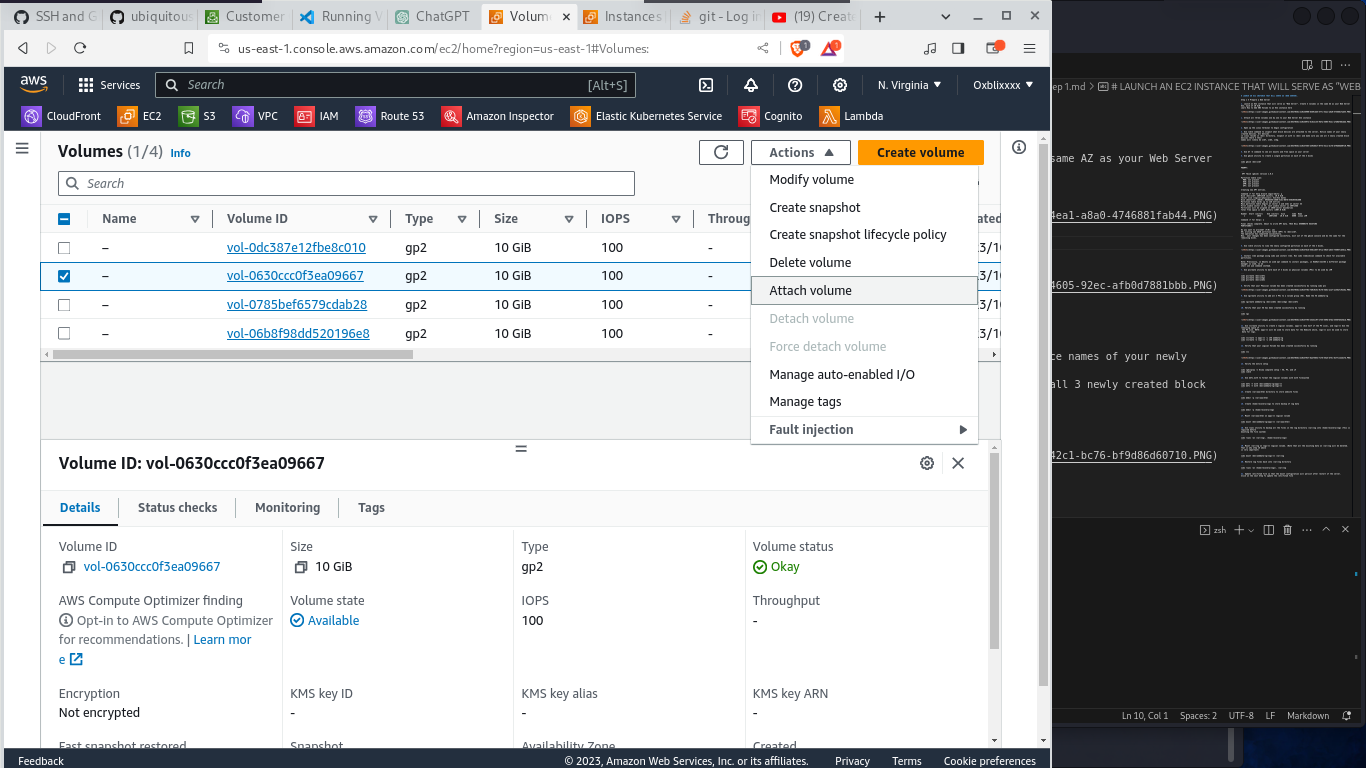 SSH and G
ubiquitous
Customer
Running V
ChatGPT
Volume
Instances
git - Log in
(19) Create
us-east-1.console.aws.amazon.com/ec2/home?region=us-east-1#Volumes:
1
1
aws
Services
Search
[Alt+S]
N. Virginia
Oxblixxxx
CloudFront
EC2
S3
VPC
IAM
Route 53
Amazon Inspector
Elastic Kubernetes Service
Cognito
Lambda
Volumes (1/4) Info
Actions
Create volume
Search
Name
Volume ID
Type
Size
IOPS
Throug
ated
–
vol-0dc387e12fbe8c010
gp2
10 GiB
100
-
3/10
–
vol-0630ccc0f3ea09667
gp2
10 GiB
100
-
3/10
–
vol-0785bef6579cdab28
gp2
10 GiB
100
-
3/10
–
vol-06b8f98dd520196e8
gp2
10 GiB
100
-
3/10
Modify volume
Create snapshot
Create snapshot lifecycle policy
Delete volume
Attach volume
Detach volume
Force detach volume
Manage auto-enabled I/O
Manage tags
Fault injection
Volume ID: vol-0630ccc0f3ea09667
Details
Status checks
Monitoring
Tags
Volume ID
vol-0630ccc0f3ea09667
Size
10 GiB
Type
gp2
Volume status
Okay
AWS Compute Optimizer finding
Opt-in to AWS Compute Optimizer
for recommendations. | Learn mor
e
Volume state
Available
IOPS
100
Throughput
-
Encryption
Not encrypted
KMS key ID
-
KMS key alias
-
KMS key ARN
-
Fast snapshot restored
Snapshot
Availability Zone
Created
Feedback
© 2023, Amazon Web Services, Inc. or its affiliates.
Privacy
Terms
Cookie preferences
ep 1.md > # LAUNCH AN EC2 INSTANCE THAT WILL SERVE AS "WEB
same AZ as your Web Server
4ea1-a8a0-4746881fab44.PNG)
4605-92ec-afb0d7881bbb.PNG)
ce names of your newly
all 3 newly created block
42c1-bc76-bf9d86d60710.PNG)
zsh
Ln 10, Col 1
Spaces: 2
UTF-8
LF
Markdown